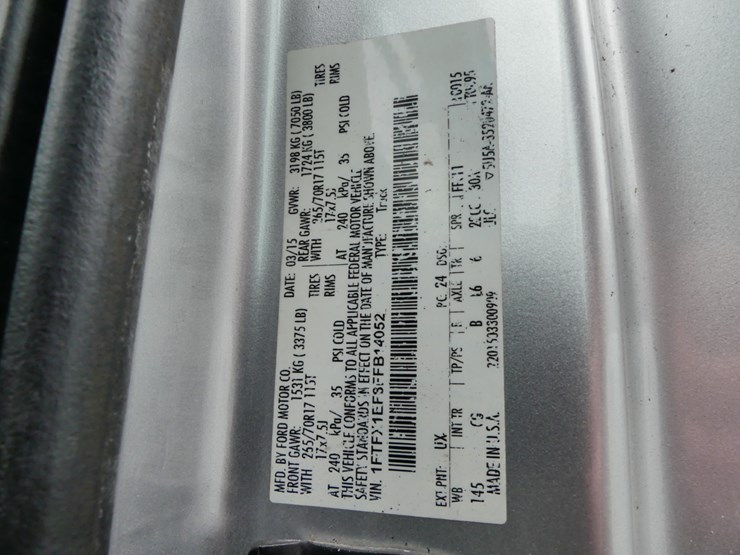 MFD. BY FORD MOTOR CO.
DATE: 03/15 GVWR: 3198 KG ( 7050 LB)
FRONT GAWR: 1531 KG ( 3375 LB) REAR GAWR: 1724 KG ( 3800 LB)
WITH 255/70R17 115T TIRES WITH 265/70R17 115T TIRES
17x7.5J RIMS 17x7.5J RIMS
AT 240 kPa/ 35 PSI COLD AT 240 kPa/ 35 PSI COLD
THIS VEHICLE CONFORMS TO ALL APPLICABLE FEDERAL MOTOR VEHICLE
SAFETY STANDARDS IN EFFECT ON THE DATE OF MANUFACTURE SHOWN ABOVE.
VIN: 1FTFX1EF3FFB14052 TYPE: Truck
EXT PNT: UX PC 24 DSO:
WB INT TR TP/PS AXLE TR SPR
145 CG B L6 6
MADE IN U.S.A.